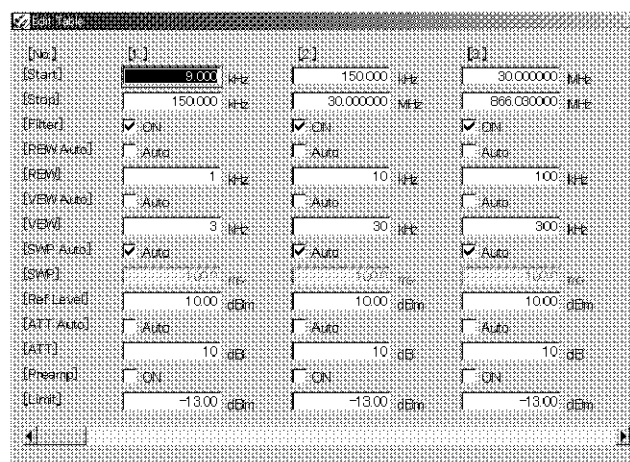 Edit Table
[No.] [1.] [2.] [3.]
[Start] 9.000 kHz 150.000 kHz 30.000000 MHz
[Stop] 150.000 kHz 30.000000 MHz 866.030000 MHz
[Filter] ON ON ON
[RBW Auto] Auto Auto Auto
[RBW] 1 kHz 10 kHz 100 kHz
[VBW Auto] Auto Auto Auto
[VBW] 3 kHz 30 kHz 300 kHz
[SWP Auto] Auto Auto Auto
[SWP] ms ms ms
[Ref Level] 10.00 dBm 10.00 dBm 10.00 dBm
[ATT Auto] Auto Auto Auto
[ATT] 10 dB 10 dB 10 dB
[Preamp] ON ON ON
[Limit] -13.00 dBm -13.00 dBm -13.00 dBm